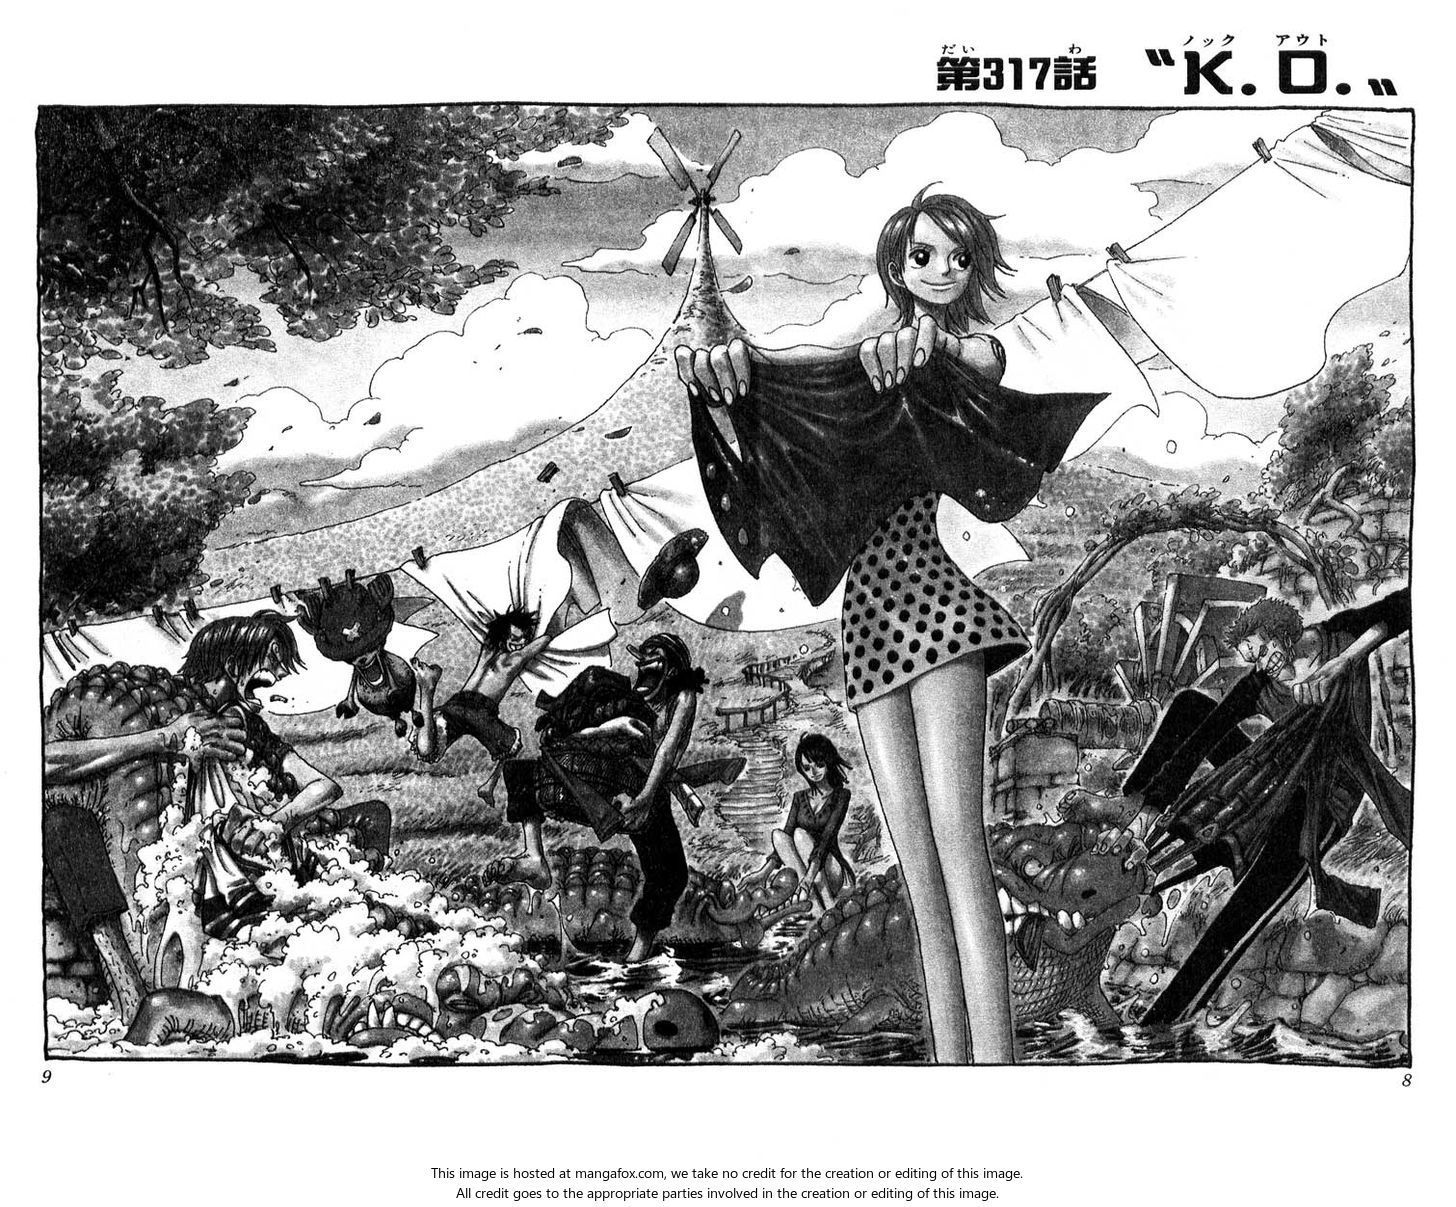 第317話 〝K.O.〟
だい わ ノック アウト
9
8
This image is hosted at mangafox.com, we take no credit for the creation or editing of this image.
All credit goes to the appropriate parties involved in the creation or editing of this image.